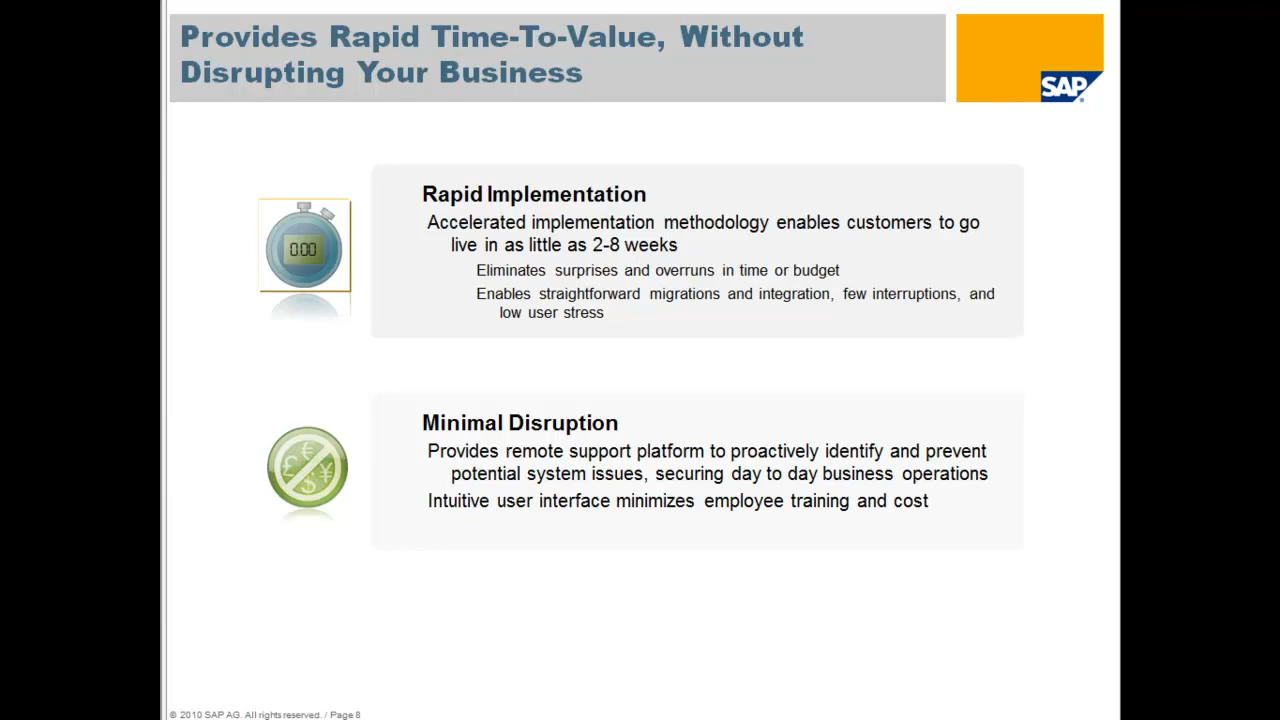 Provides Rapid Time-To-Value, Without
Disrupting Your Business
SAP
Rapid Implementation
Accelerated implementation methodology enables customers to go
live in as little as 2-8 weeks
Eliminates surprises and overruns in time or budget
Enables straightforward migrations and integration, few interruptions, and
low user stress
0:00
Minimal Disruption
Provides remote support platform to proactively identify and prevent
potential system issues, securing day to day business operations
Intuitive user interface minimizes employee training and cost
£ € ¥ $
© 2010 SAP AG. All rights reserved. / Page 8